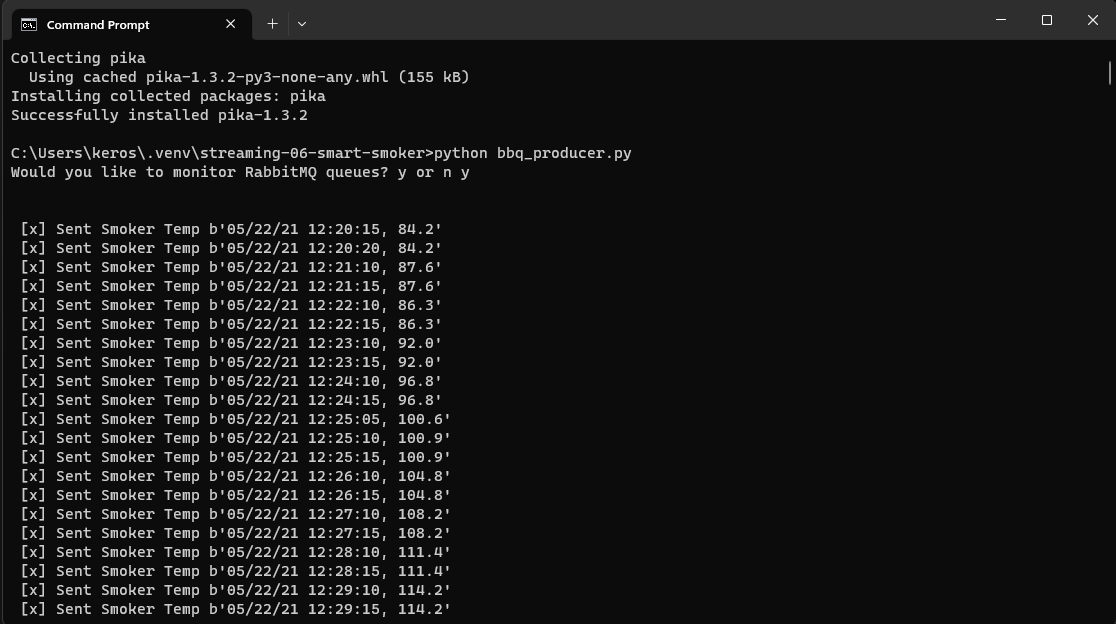 Command Prompt
Collecting pika
Using cached pika-1.3.2-py3-none-any.whl (155 kB)
Installing collected packages: pika
Successfully installed pika-1.3.2
C:\Users\keros\.venv\streaming-06-smart-smoker>python bbq_producer.py
Would you like to monitor RabbitMQ queues? y or n y
[x] Sent Smoker Temp b'05/22/21 12:20:15, 84.2'
[x] Sent Smoker Temp b'05/22/21 12:20:20, 84.2'
[x] Sent Smoker Temp b'05/22/21 12:21:10, 87.6'
[x] Sent Smoker Temp b'05/22/21 12:21:15, 87.6'
[x] Sent Smoker Temp b'05/22/21 12:22:10, 86.3'
[x] Sent Smoker Temp b'05/22/21 12:22:15, 86.3'
[x] Sent Smoker Temp b'05/22/21 12:23:10, 92.0'
[x] Sent Smoker Temp b'05/22/21 12:23:15, 92.0'
[x] Sent Smoker Temp b'05/22/21 12:24:10, 96.8'
[x] Sent Smoker Temp b'05/22/21 12:24:15, 96.8'
[x] Sent Smoker Temp b'05/22/21 12:25:05, 100.6'
[x] Sent Smoker Temp b'05/22/21 12:25:10, 100.9'
[x] Sent Smoker Temp b'05/22/21 12:25:15, 100.9'
[x] Sent Smoker Temp b'05/22/21 12:26:10, 104.8'
[x] Sent Smoker Temp b'05/22/21 12:26:15, 104.8'
[x] Sent Smoker Temp b'05/22/21 12:27:10, 108.2'
[x] Sent Smoker Temp b'05/22/21 12:27:15, 108.2'
[x] Sent Smoker Temp b'05/22/21 12:28:10, 111.4'
[x] Sent Smoker Temp b'05/22/21 12:28:15, 111.4'
[x] Sent Smoker Temp b'05/22/21 12:29:10, 114.2'
[x] Sent Smoker Temp b'05/22/21 12:29:15, 114.2'